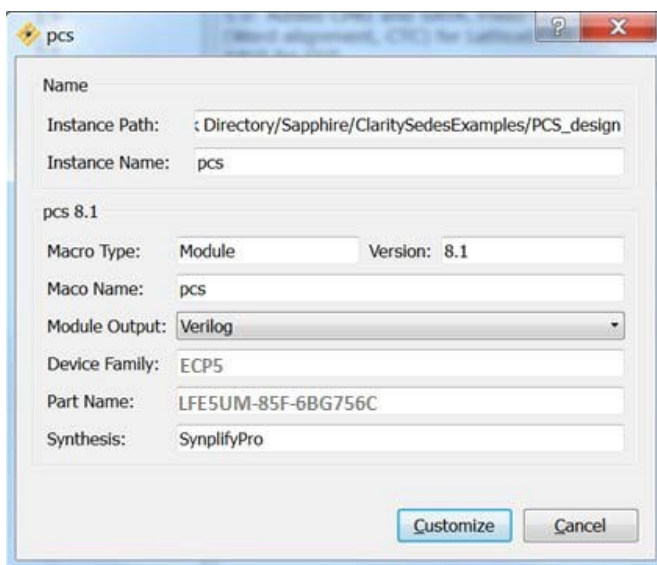 pcs
Name
Instance Path: k Directory/Sapphire/ClaritySedesExamples/PCS_design
Instance Name: pcs
pcs 8.1
Macro Type: Module Version: 8.1
Maco Name: pcs
Module Output: Verilog
Device Family: ECP5
Part Name: LFE5UM-85F-6BG756C
Synthesis: SynplifyPro
Customize Cancel